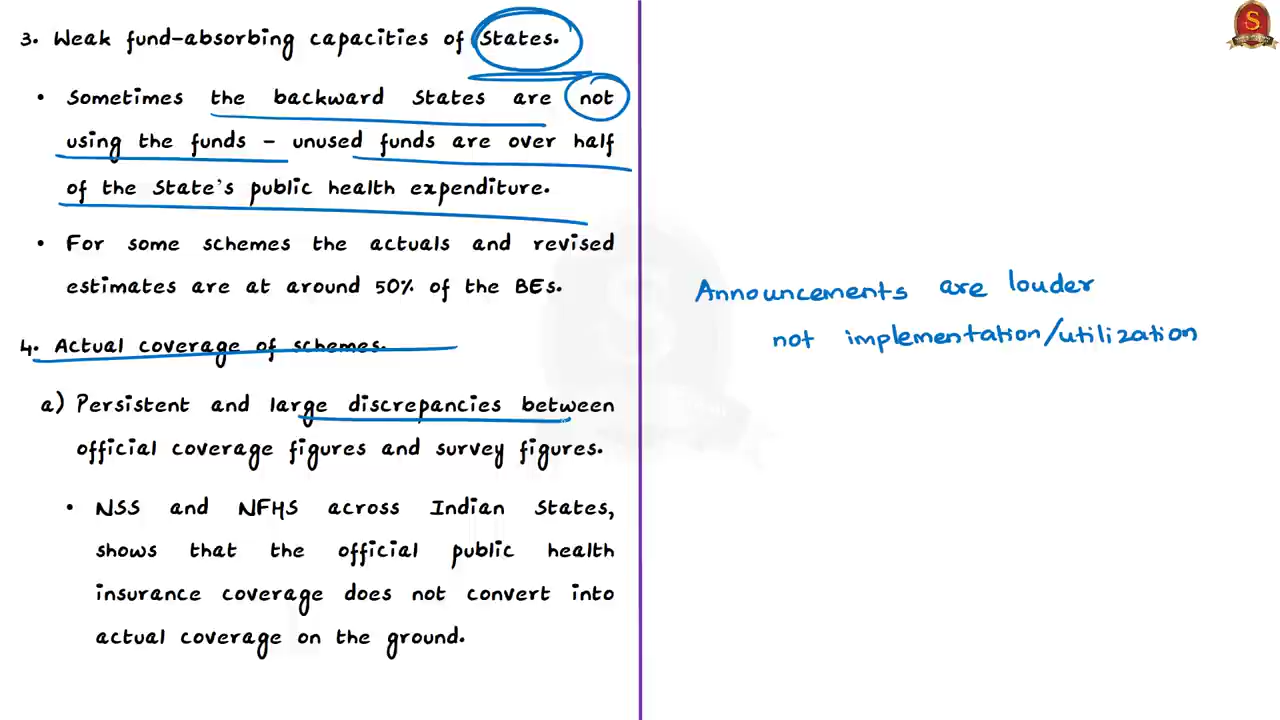 3. Weak fund-absorbing capacities of States.
• Sometimes the backward States are not
using the funds – unused funds are over half
of the State's public health expenditure.
• For some schemes the actuals and revised
estimates are at around 50% of the BEs.
4. Actual coverage of schemes.
a) Persistent and large discrepancies between
official coverage figures and survey figures.
• NSS and NFHS across Indian States,
shows that the official public health
insurance coverage does not convert into
actual coverage on the ground.
Announcements are louder
not implementation/utilization
S